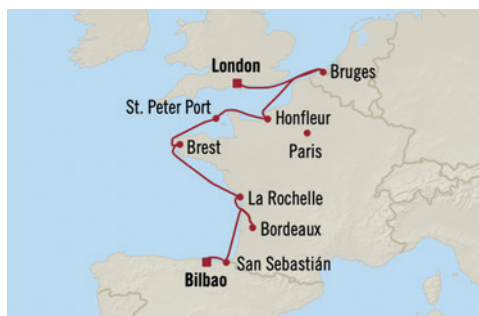 London
Bruges
St. Peter Port
Honfleur
Brest
Paris
La Rochelle
Bordeaux
San Sebastián
Bilbao